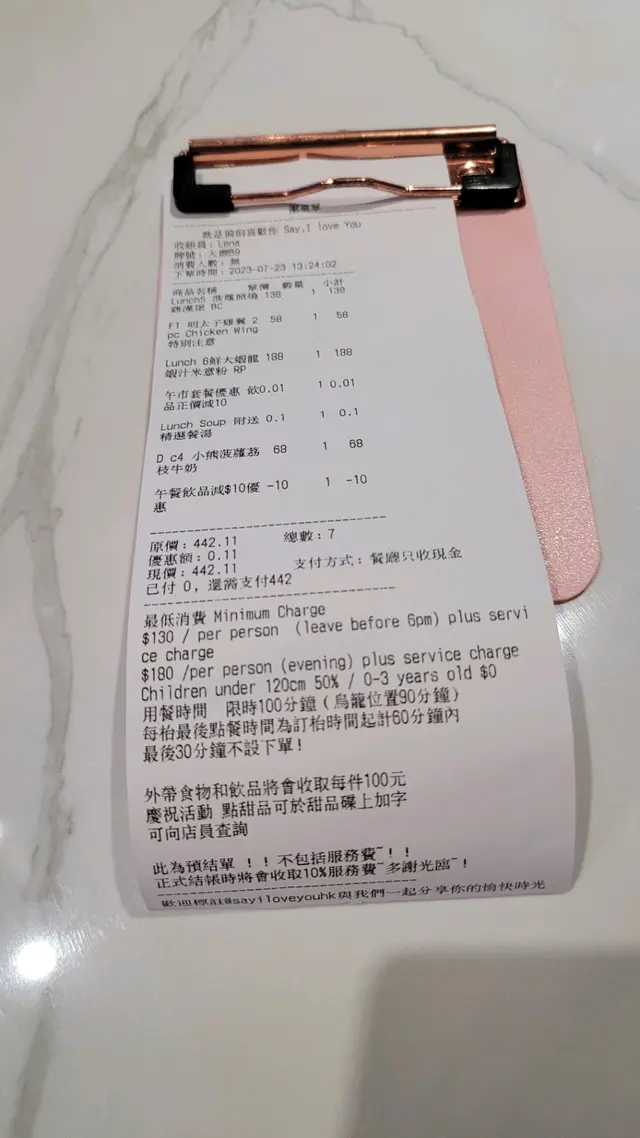 就是偏偏喜歡你 Say,I love You
收銀員：Lena
消費人數：無
下單時間：2023-07-23 13:24:02
商品名稱 單價 數量 小計
Lunch5 菠蘿照燒 138 1 138
雞漢堡 BC
F1 明太子雞翼 2 58 1 58
pc Chicken Wing
特別注意
Lunch 6鮮大蝦龍 188 1 188
蝦汁米意粉 RP
午市套餐優惠 飲0.01 1 0.01
品正價減10
Lunch Soup 附送 0.1 1 0.1
精選餐湯
D c4 小熊菠蘿荔 68 1 68
枝牛奶
午餐飲品減$10優 -10 1 -10
惠
原價：442.11 總數：7
優惠額：0.11
現價：442.11 支付方式：餐廳只收現金
已付 0，還需支付442
最低消費 Minimum Charge
$130 / per person (leave before 6pm) plus servi
ce charge
$180 /per person (evening) plus service charge
Children under 120cm 50% / 0-3 years old $0
用餐時間 限時100分鐘（烏龍位置90分鐘）
每枱最後點餐時間為訂枱時間起計60分鐘內
最後30分鐘不設下單!
外帶食物和飲品將會收取每件100元
慶祝活動 點甜品可於甜品碟上加字
可向店員查詢
此為預結單 !! 不包括服務費~!!
正式結帳時將會收取10%服務費~多謝光臨~!
歡迎標註@sayiloveyouhk與我們一起分享你的愉快時光